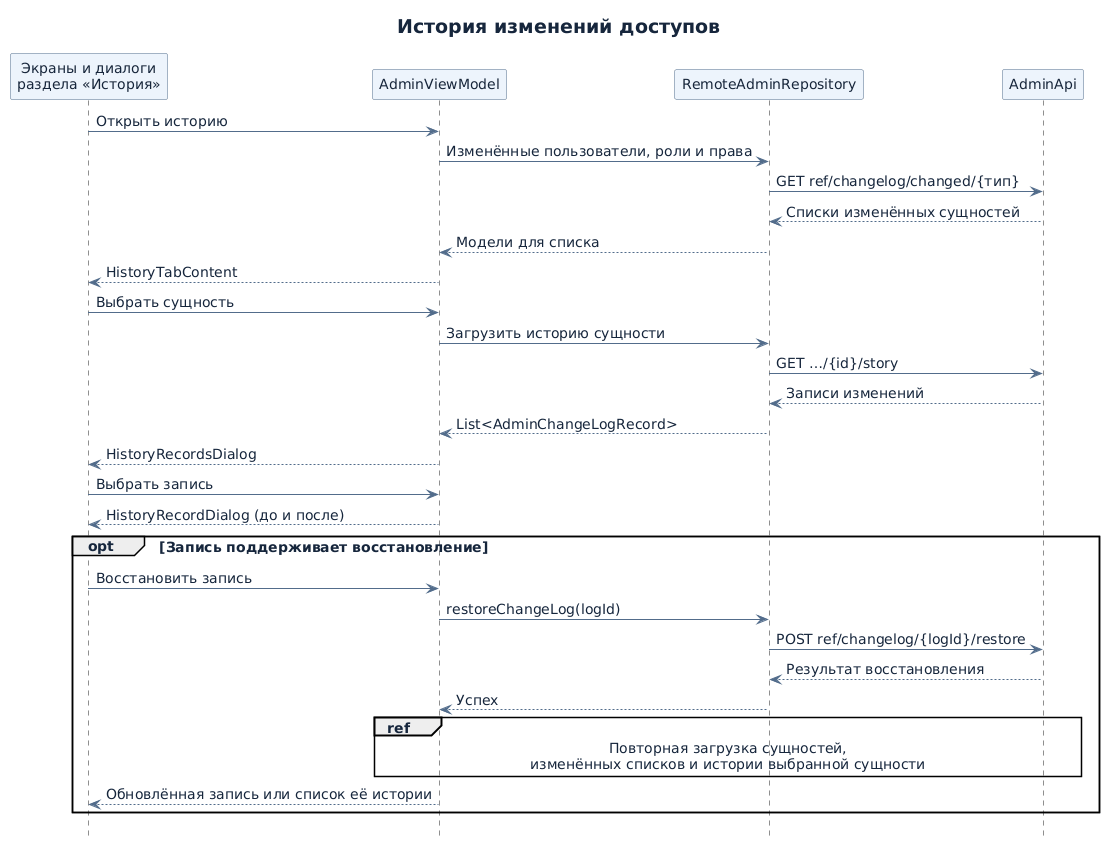 История изменений доступов
Экраны и диалоги
раздела «История»
AdminViewModel
RemoteAdminRepository
AdminApi
Открыть историю
Изменённые пользователи, роли и права
GET ref/changelog/changed/{тип}
Списки изменённых сущностей
Модели для списка
HistoryTabContent
Выбрать сущность
Загрузить историю сущности
GET .../{id}/story
Записи изменений
List<AdminChangeLogRecord>
HistoryRecordsDialog
Выбрать запись
HistoryRecordDialog (до и после)
opt [Запись поддерживает восстановление]
Восстановить запись
restoreChangeLog(logId)
POST ref/changelog/{logId}/restore
Результат восстановления
Успех
ref
Повторная загрузка сущностей,
изменённых списков и истории выбранной сущности
Обновлённая запись или список её истории